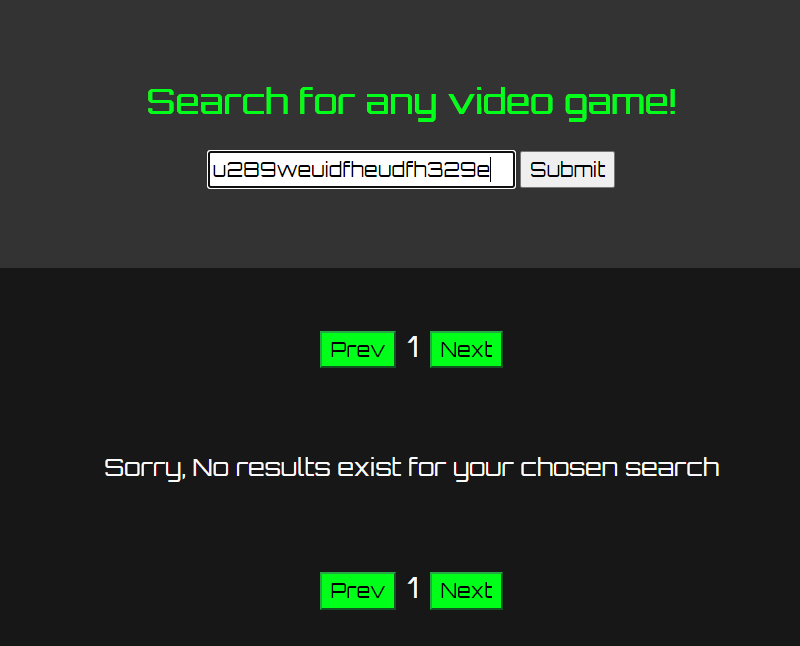 Search for any video game!
u289weuidfheudfh329e Submit
Prev 1 Next
Sorry, No results exist for your chosen search
Prev 1 Next